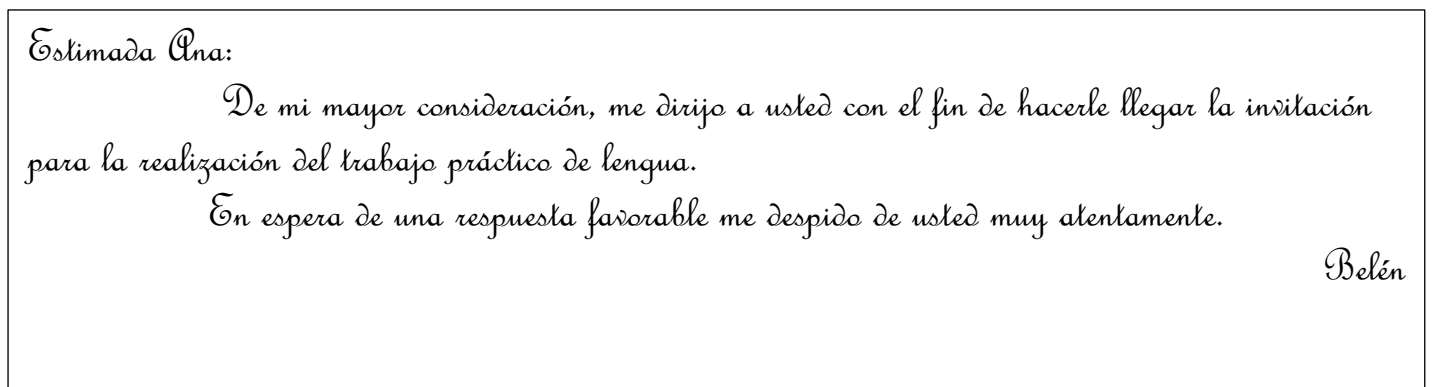 Estimada Ana:
De mi mayor consideración, me dirijo a usted con el fin de hacerle llegar la invitación
para la realización del trabajo práctico de lengua.
En espera de una respuesta favorable me despido de usted muy atentamente.
Belén